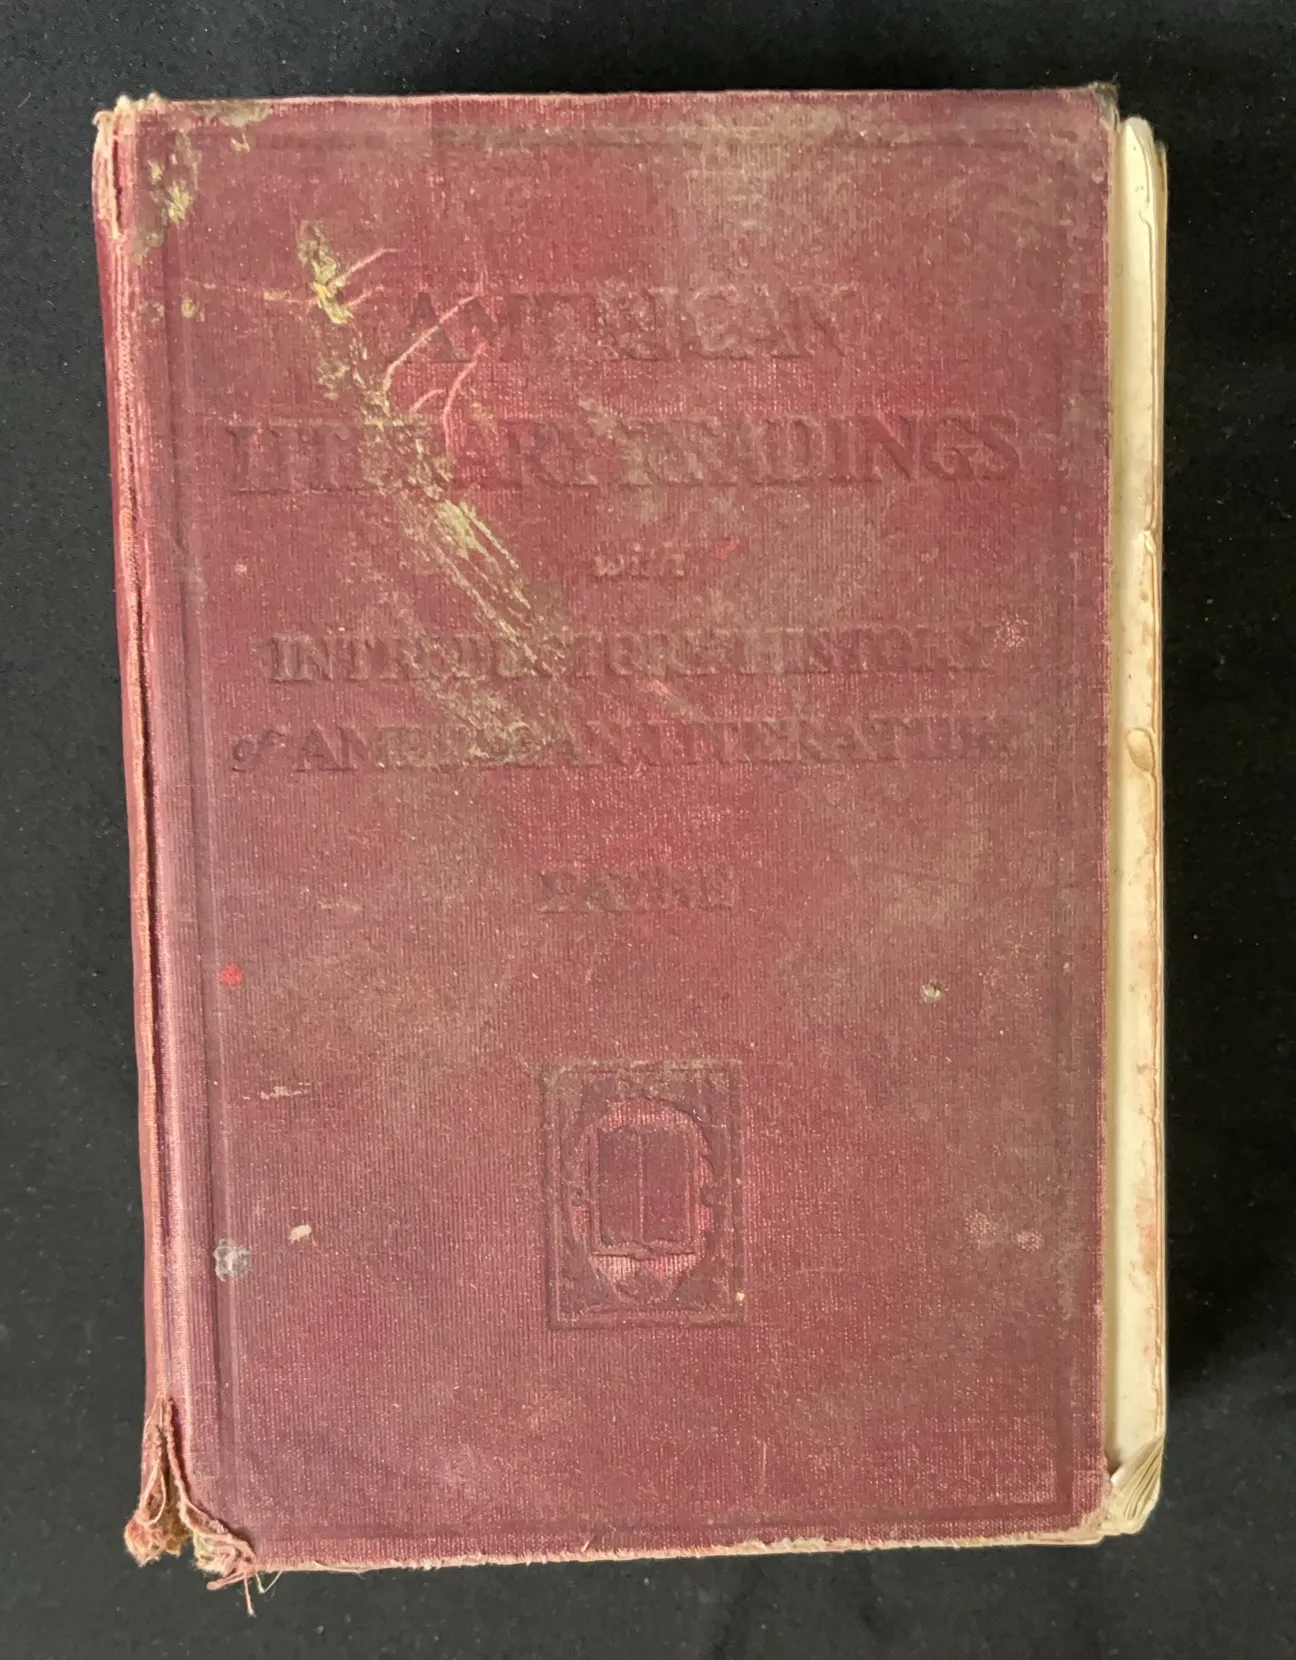 AMERICAN
LITERARY READINGS
with
INTRODUCTORY HISTORY
of AMERICAN LITERATURE
PAYNE